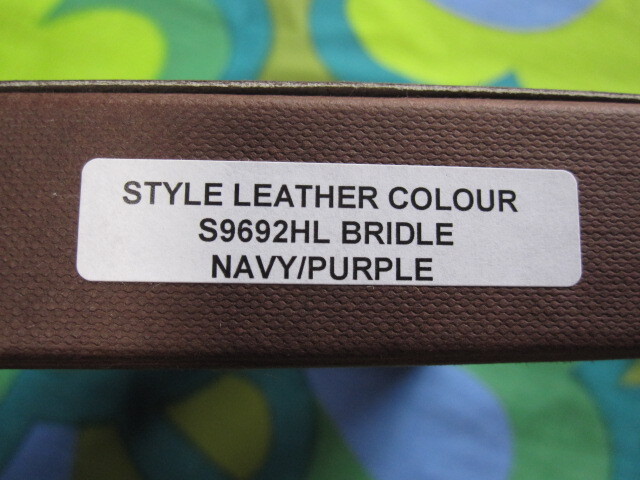 STYLE LEATHER COLOUR
S9692HL BRIDLE
NAVY/PURPLE